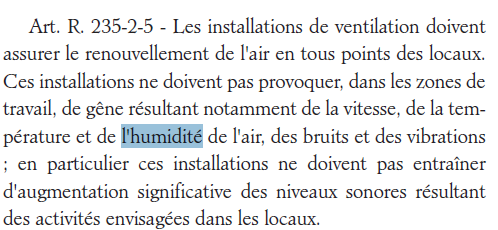 Art. R. 235-2-5 - Les installations de ventilation doivent
assurer le renouvellement de l'air en tous points des locaux.
Ces installations ne doivent pas provoquer, dans les zones de
travail, de gêne résultant notamment de la vitesse, de la tem-
pérature et de l'humidité de l'air, des bruits et des vibrations
; en particulier ces installations ne doivent pas entraîner
d'augmentation significative des niveaux sonores résultant
des activités envisagées dans les locaux.